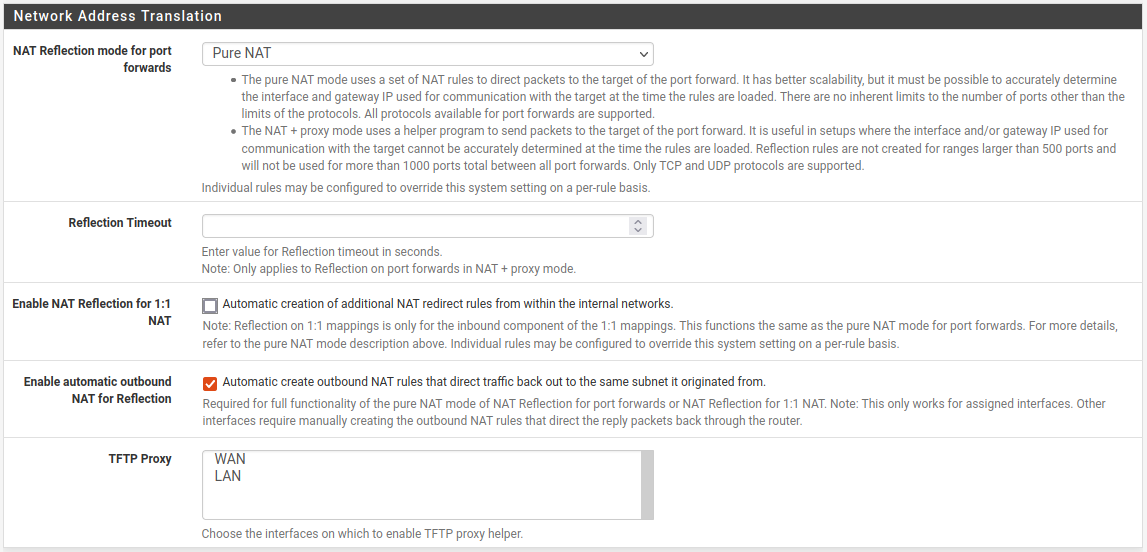 Network Address Translation
NAT Reflection mode for port
forwards
Pure NAT
• The pure NAT mode uses a set of NAT rules to direct packets to the target of the port forward. It has better scalability, but it must be possible to accurately determine
the interface and gateway IP used for communication with the target at the time the rules are loaded. There are no inherent limits to the number of ports other than the
limits of the protocols. All protocols available for port forwards are supported.
• The NAT + proxy mode uses a helper program to send packets to the target of the port forward. It is useful in setups where the interface and/or gateway IP used for
communication with the target cannot be accurately determined at the time the rules are loaded. Reflection rules are not created for ranges larger than 500 ports and
will not be used for more than 1000 ports total between all port forwards. Only TCP and UDP protocols are supported.
Individual rules may be configured to override this system setting on a per-rule basis.
Reflection Timeout
Enter value for Reflection timeout in seconds.
Note: Only applies to Reflection on port forwards in NAT + proxy mode.
Enable NAT Reflection for 1:1
NAT
Automatic creation of additional NAT redirect rules from within the internal networks.
Note: Reflection on 1:1 mappings is only for the inbound component of the 1:1 mappings. This functions the same as the pure NAT mode for port forwards. For more details,
refer to the pure NAT mode description above. Individual rules may be configured to override this system setting on a per-rule basis.
Enable automatic outbound
NAT for Reflection
Automatic create outbound NAT rules that direct traffic back out to the same subnet it originated from.
Required for full functionality of the pure NAT mode of NAT Reflection for port forwards or NAT Reflection for 1:1 NAT. Note: This only works for assigned interfaces. Other
interfaces require manually creating the outbound NAT rules that direct the reply packets back through the router.
TFTP Proxy
WAN
LAN
Choose the interfaces on which to enable TFTP proxy helper.